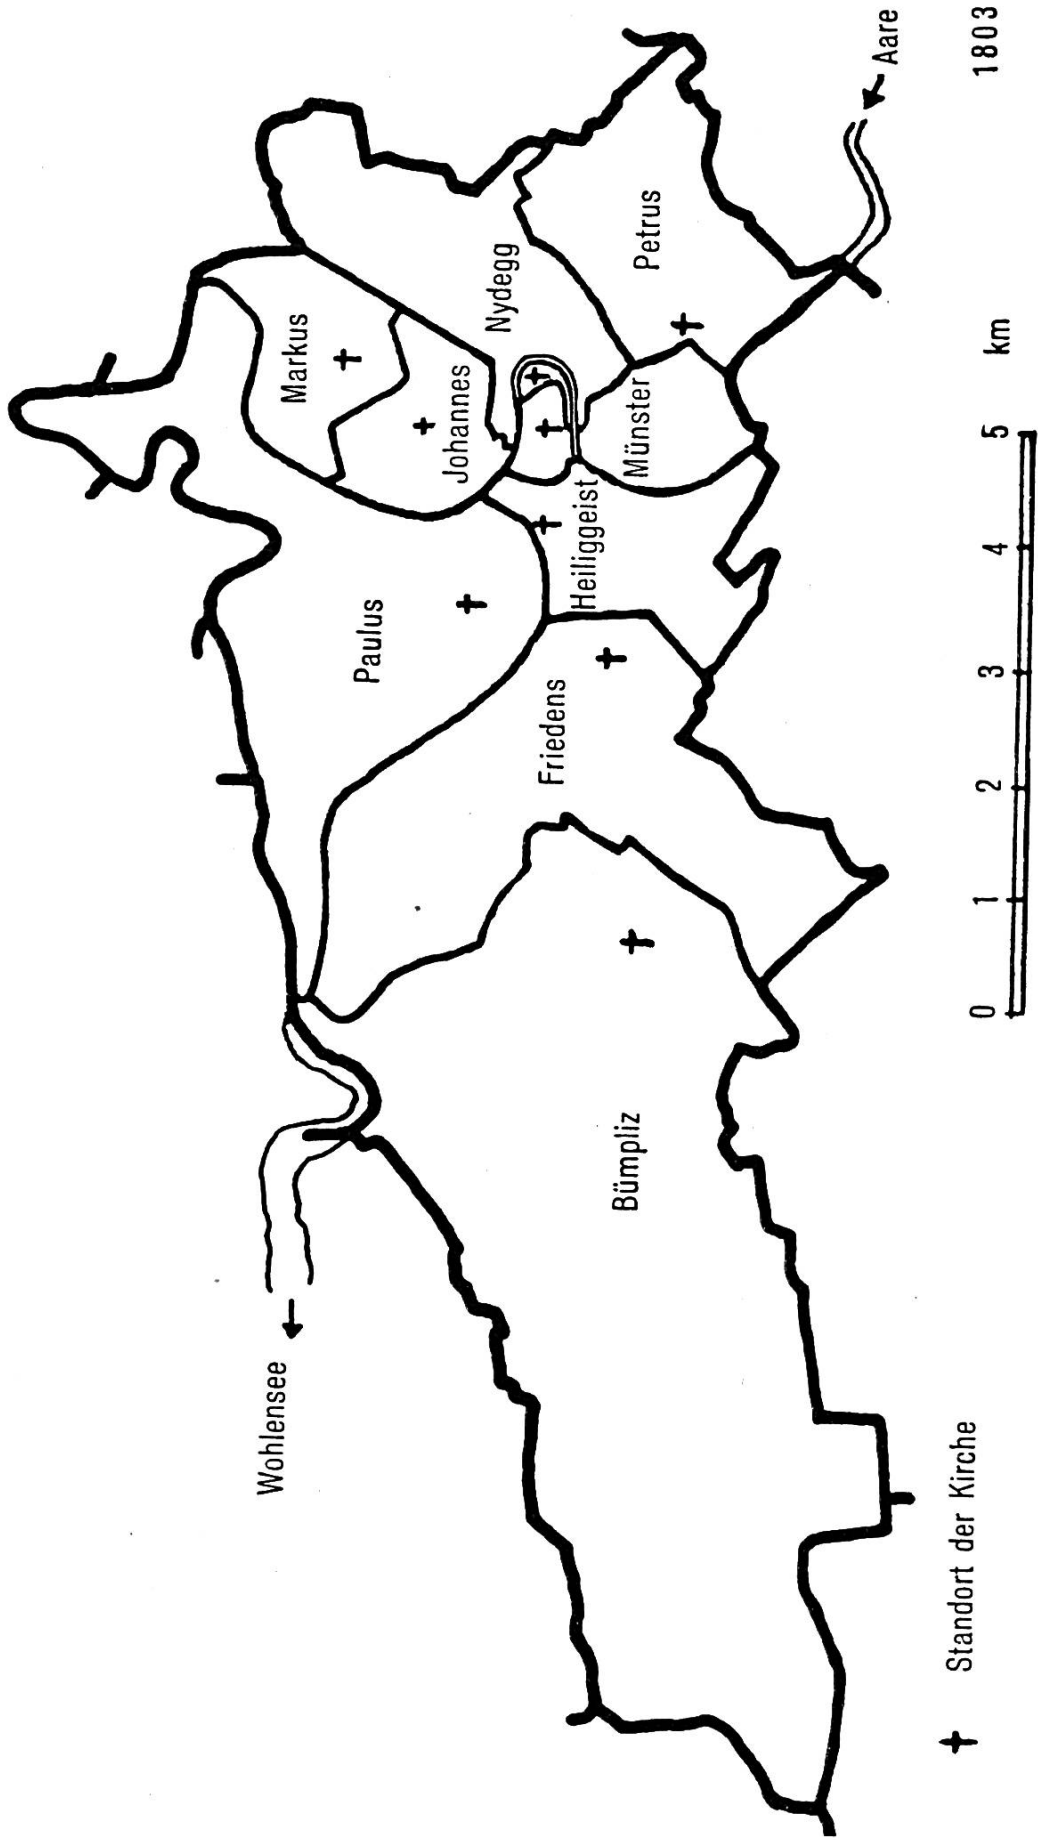 Wohlensee
Paulus
Markus
Johannes
Nydegg
Petrus
Münster
Heiliggeist
Friedens
Bümpliz
Aare
† Standort der Kirche
0 1 2 3 4 5 km
1803